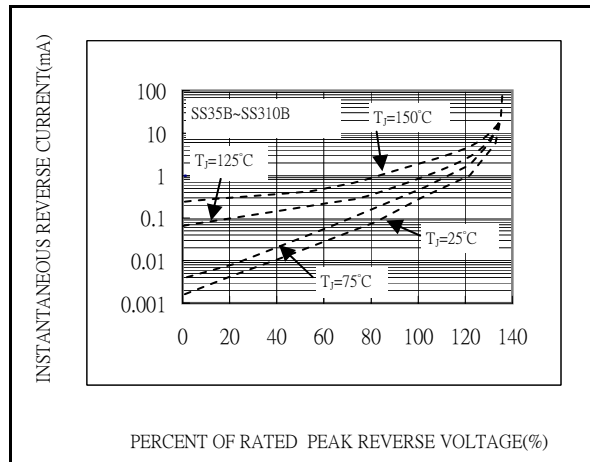 INSTANTANEOUS REVERSE CURRENT(mA)
100
10
1
0.1
0.01
0.001
SS35B~SS310B
TJ=150°C
TJ=125°C
TJ=25°C
TJ=75°C
0 20 40 60 80 100 120 140
PERCENT OF RATED PEAK REVERSE VOLTAGE(%)